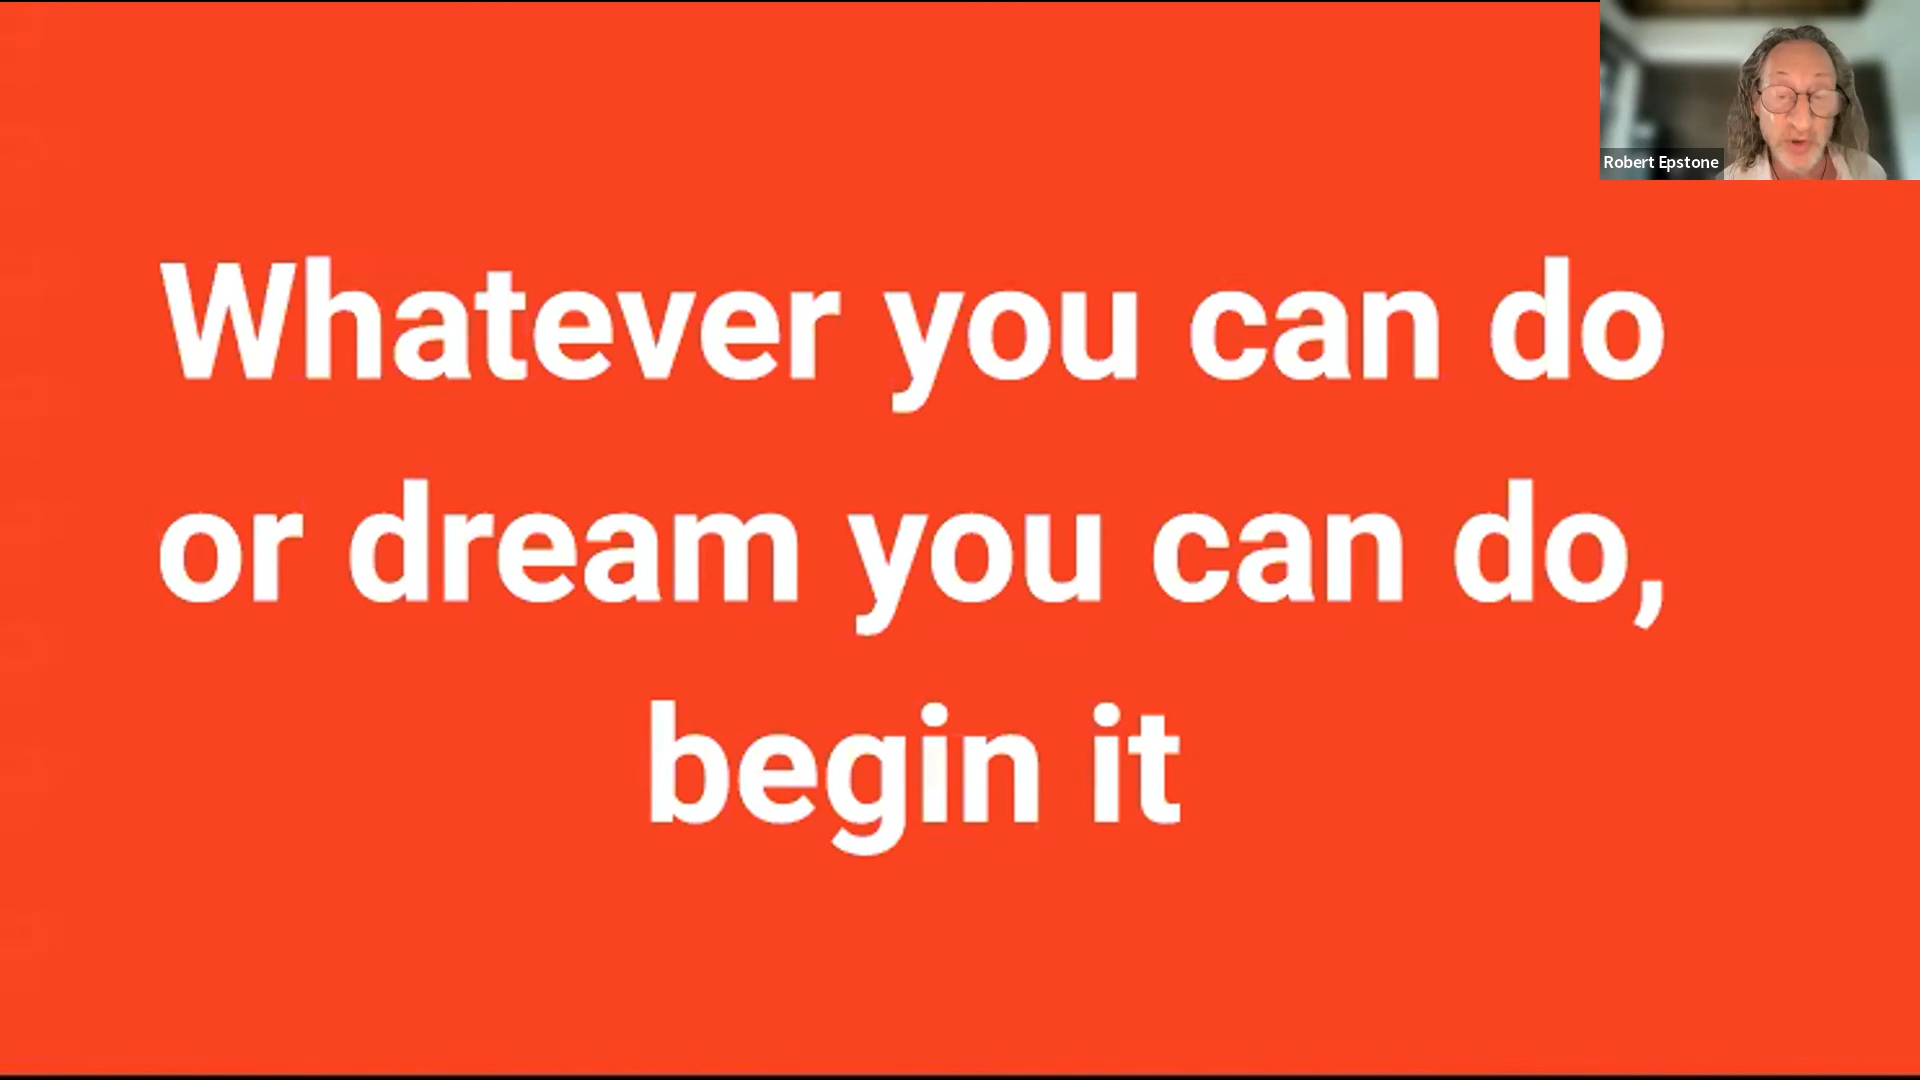 Robert Epstone
Whatever you can do
or dream you can do,
begin it